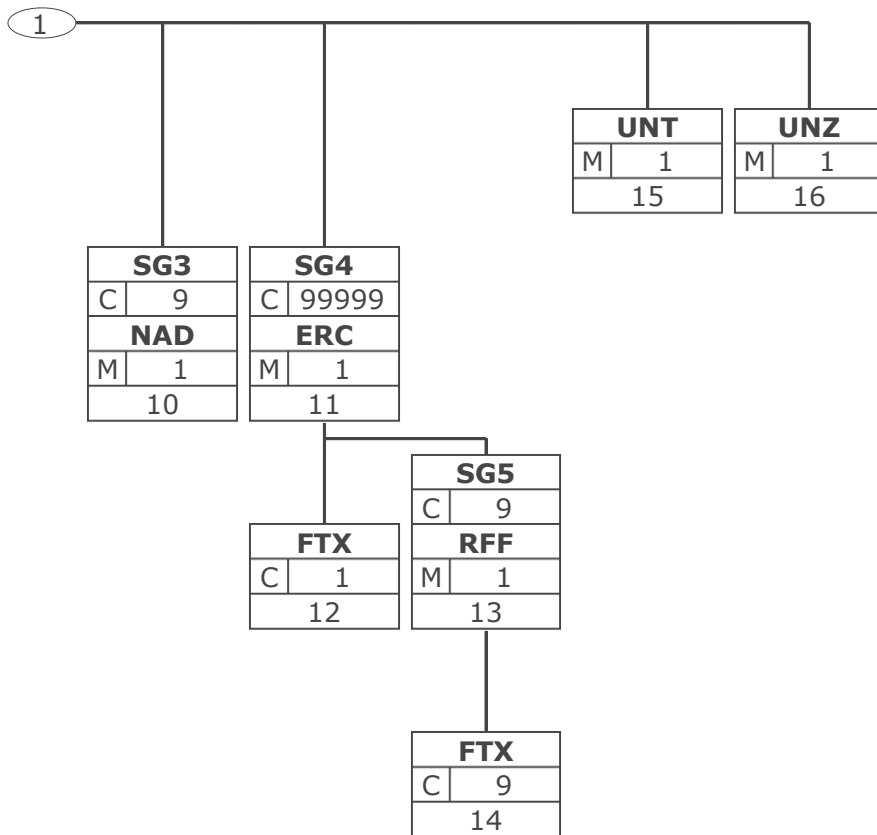 1
UNT
M 1
15
UNZ
M 1
16
SG3
C 9
NAD
M 1
10
SG4
C 99999
ERC
M 1
11
FTX
C 1
12
SG5
C 9
RFF
M 1
13
FTX
C 9
14